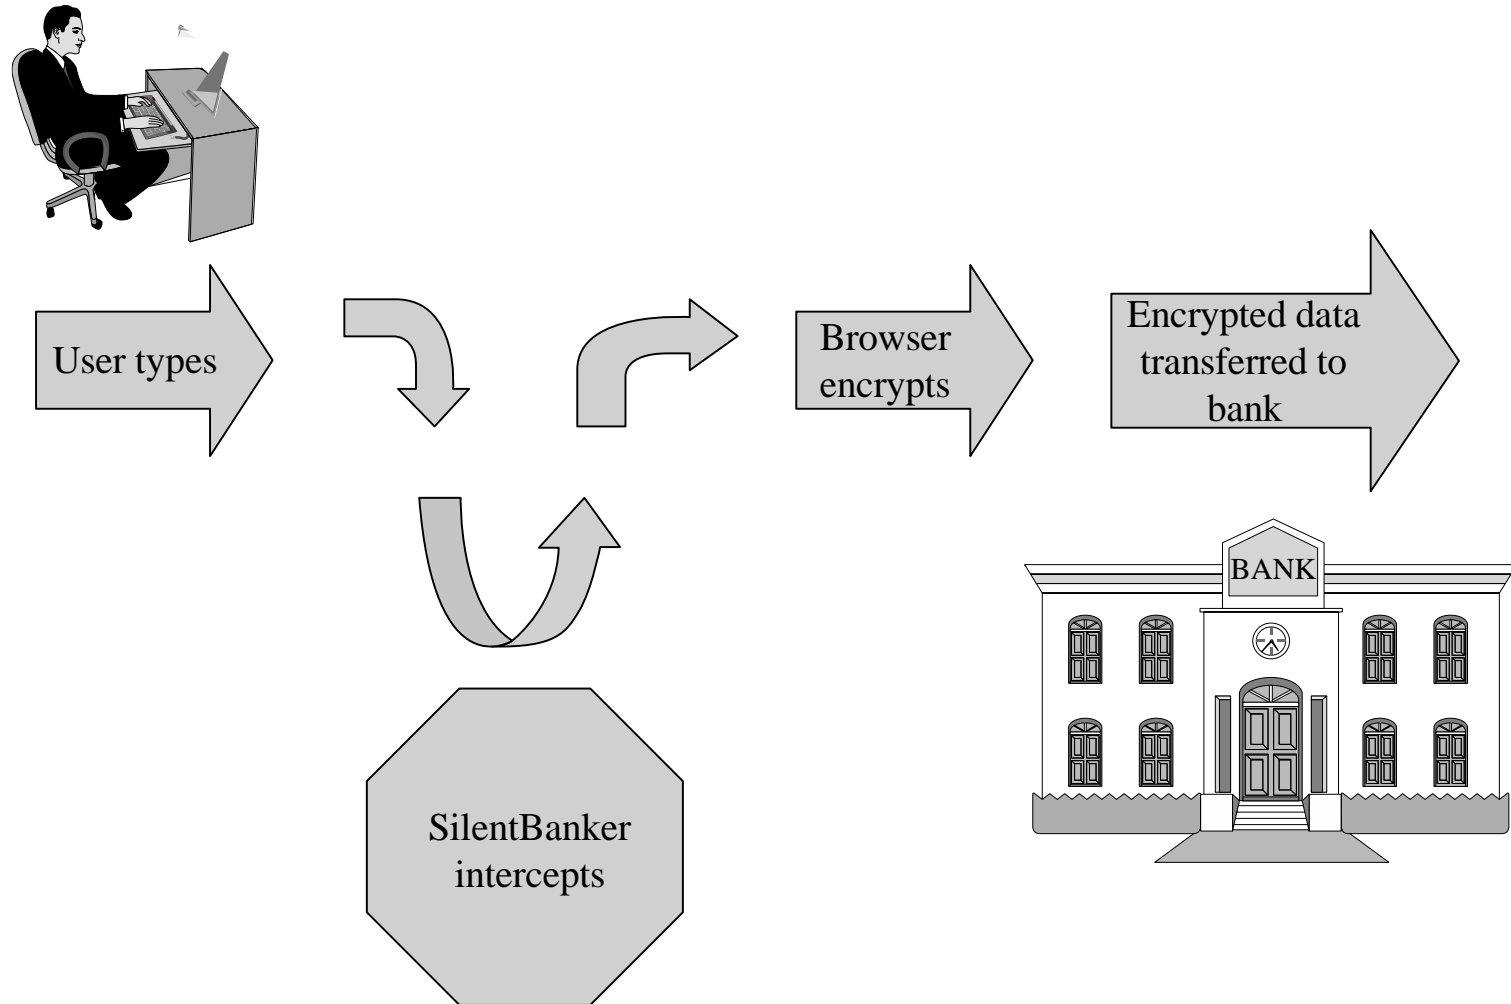 User types
Browser
encrypts
Encrypted data
transferred to
bank
BANK
SilentBanker
intercepts